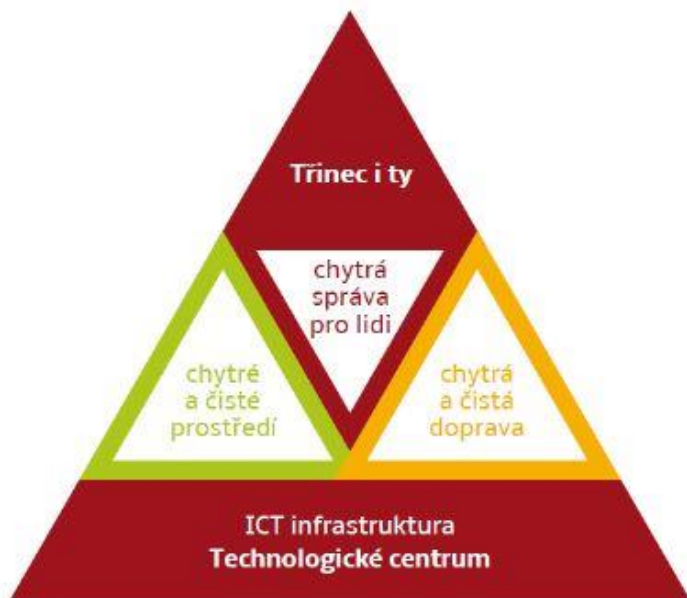 Třinec i ty
chytrá
správa
pro lidi
chytré
a čisté
prostředí
chytrá
a čistá
doprava
ICT infrastruktura
Technologické centrum